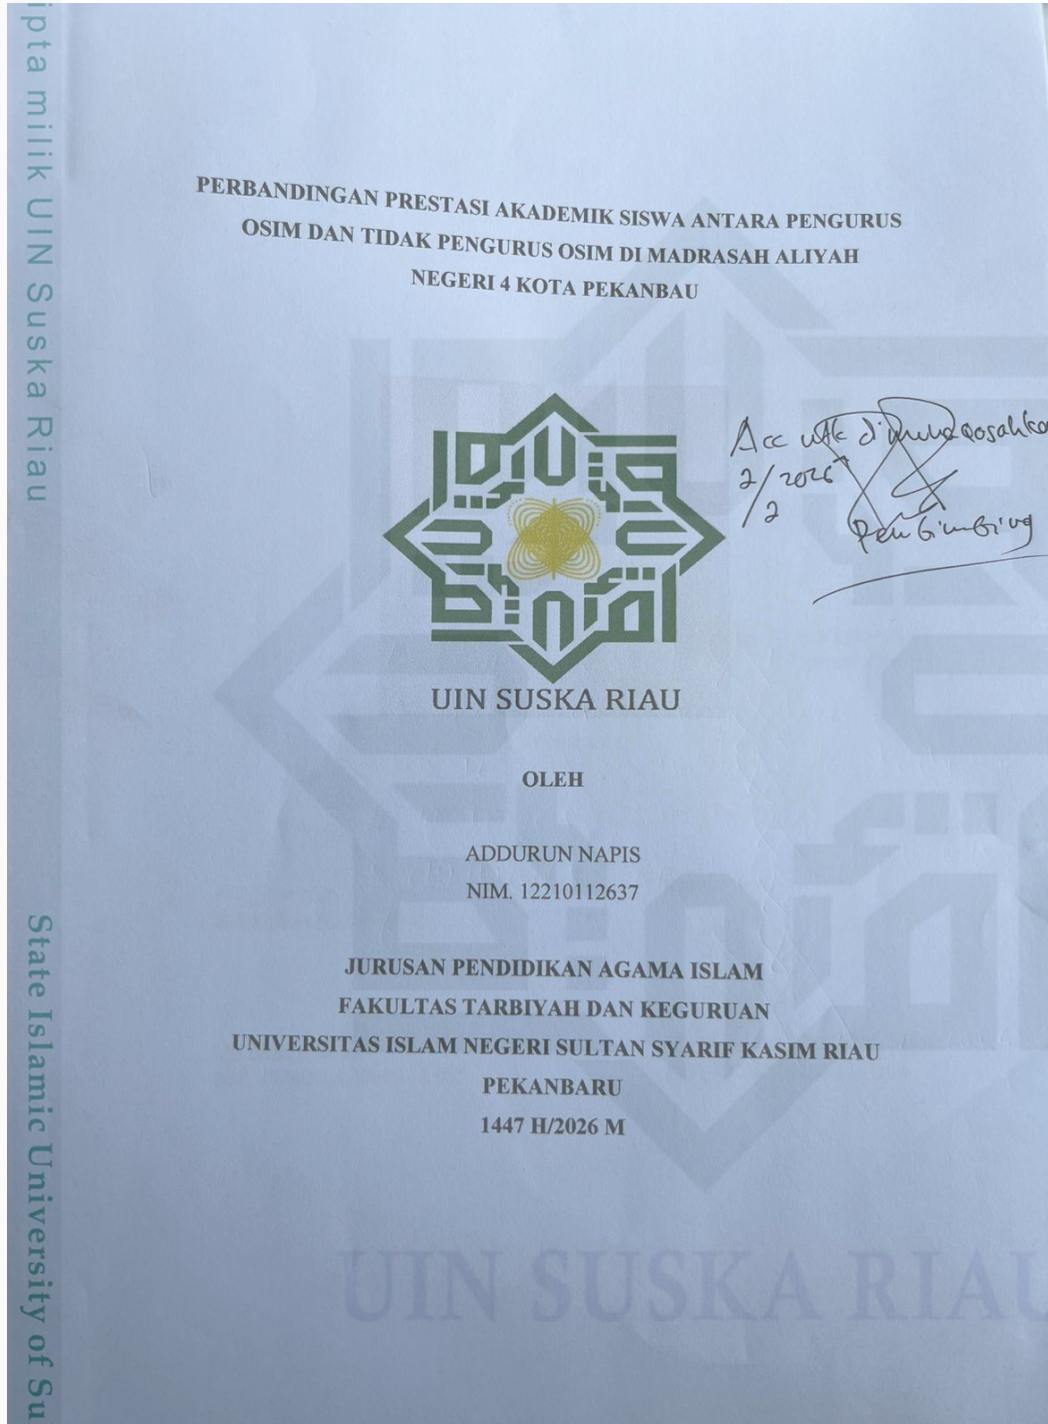 ipta milik UIN Suska Riau
State Islamic University of Su
PERBANDINGAN PRESTASI AKADEMIK SISWA ANTARA PENGURUS
OSIM DAN TIDAK PENGURUS OSIM DI MADRASAH ALIYAH
NEGERI 4 KOTA PEKANBAU
Acc utk dimunaqosahka
2/2026
/2
Pembimbing
UIN SUSKA RIAU
OLEH
ADDURUN NAPIS
NIM. 12210112637
JURUSAN PENDIDIKAN AGAMA ISLAM
FAKULTAS TARBIYAH DAN KEGURUAN
UNIVERSITAS ISLAM NEGERI SULTAN SYARIF KASIM RIAU
PEKANBARU
1447 H/2026 M
UIN SUSKA RIAU